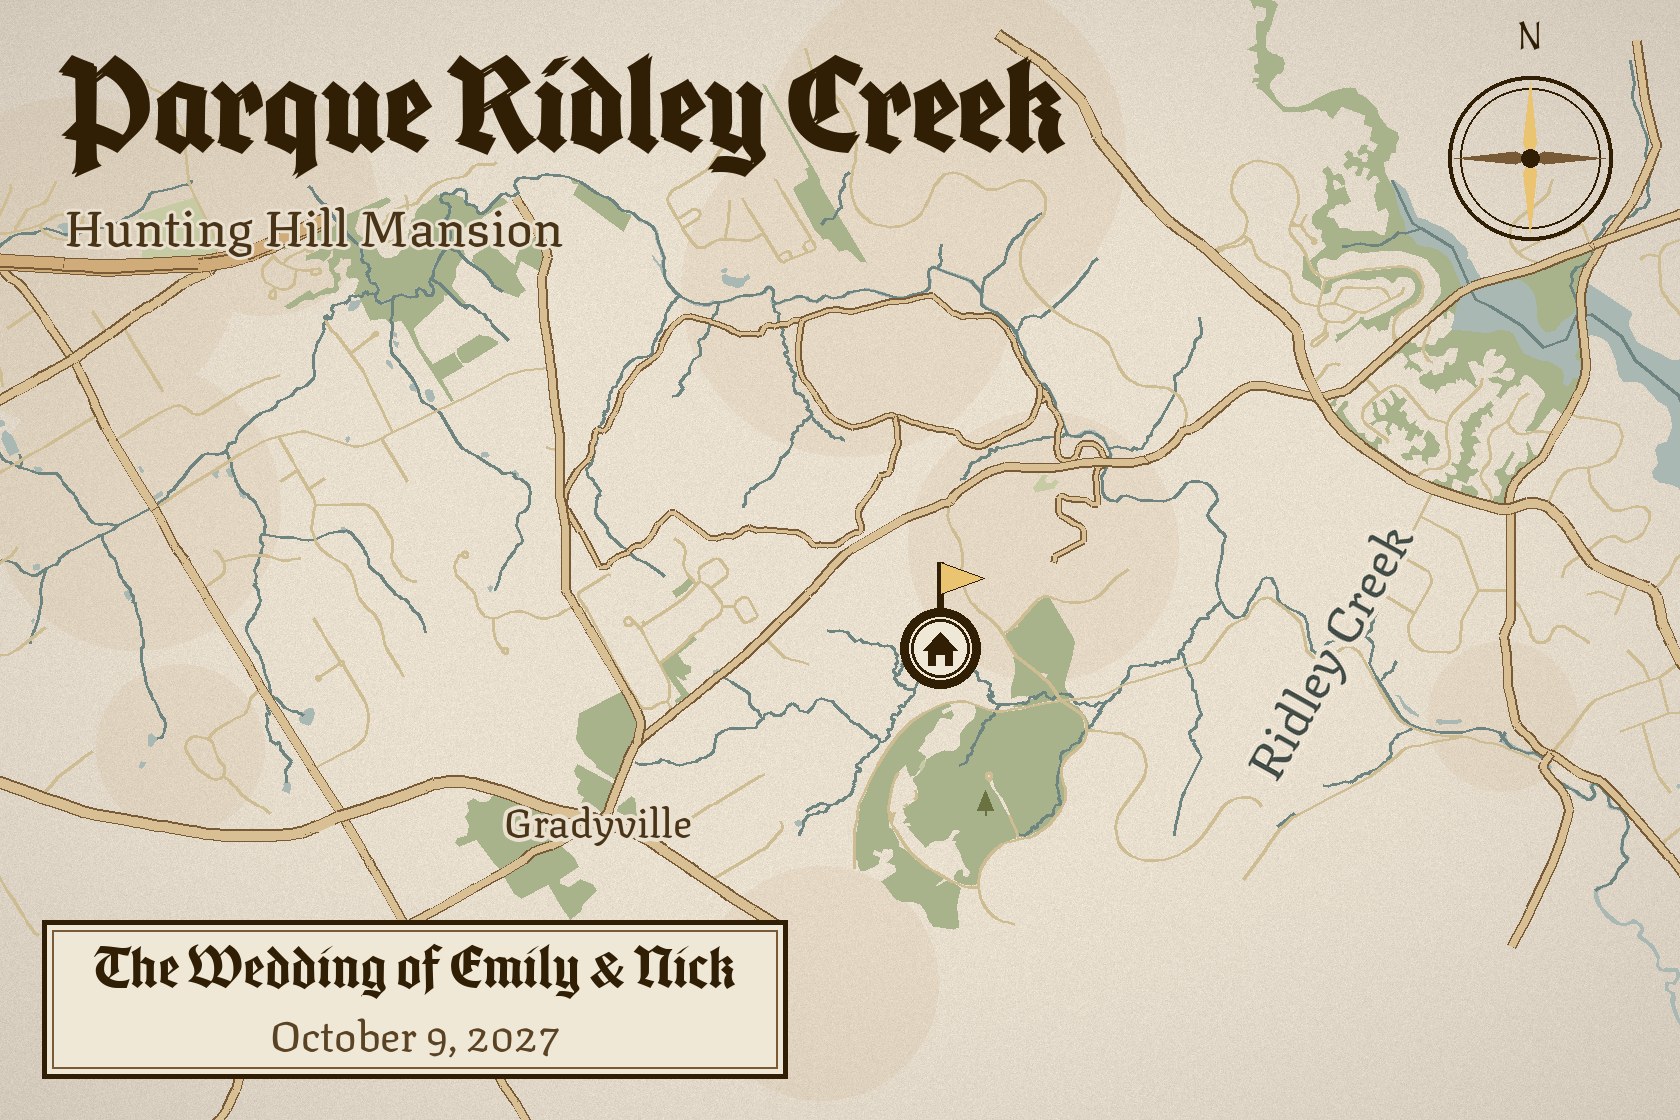 Parque Ridley Creek
N
Hunting Hill Mansion
Ridley Creek
Gradyville
The Wedding of Emily & Nick
October 9, 2027